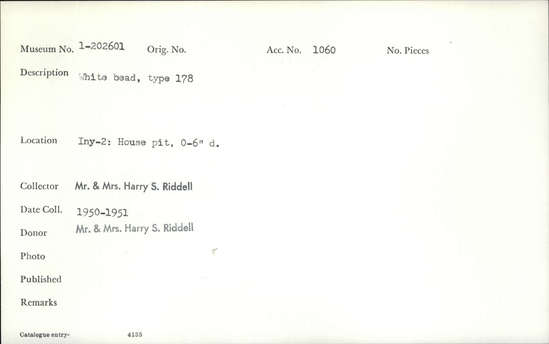 Museum No. 1-202601 Orig. No. Acc. No. 1060 No. Pieces
Description White bead, type 178
Location Iny-2: House pit, 0-6" d.
Collector Mr. & Mrs. Harry S. Riddell
Date Coll. 1950-1951
Donor Mr. & Mrs. Harry S. Riddell
Photo
Published
Remarks
Catalogue entry- 4155